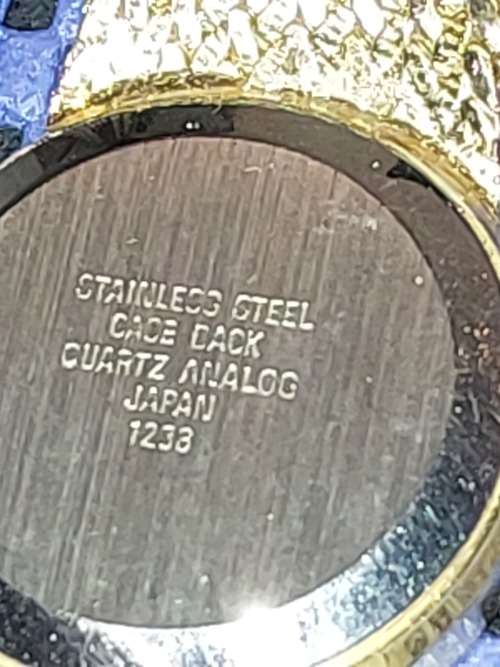 STAINLESS STEEL
CASE BACK
QUARTZ ANALOG
JAPAN
1238